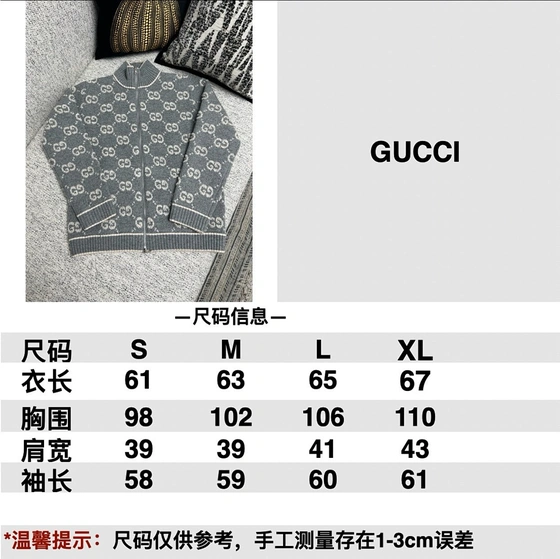 GUCCI
—尺码信息—
尺码 S M L XL
衣长 61 63 65 67
胸围 98 102 106 110
肩宽 39 39 41 43
袖长 58 59 60 61
*温馨提示：尺码仅供参考，手工测量存在1-3cm误差